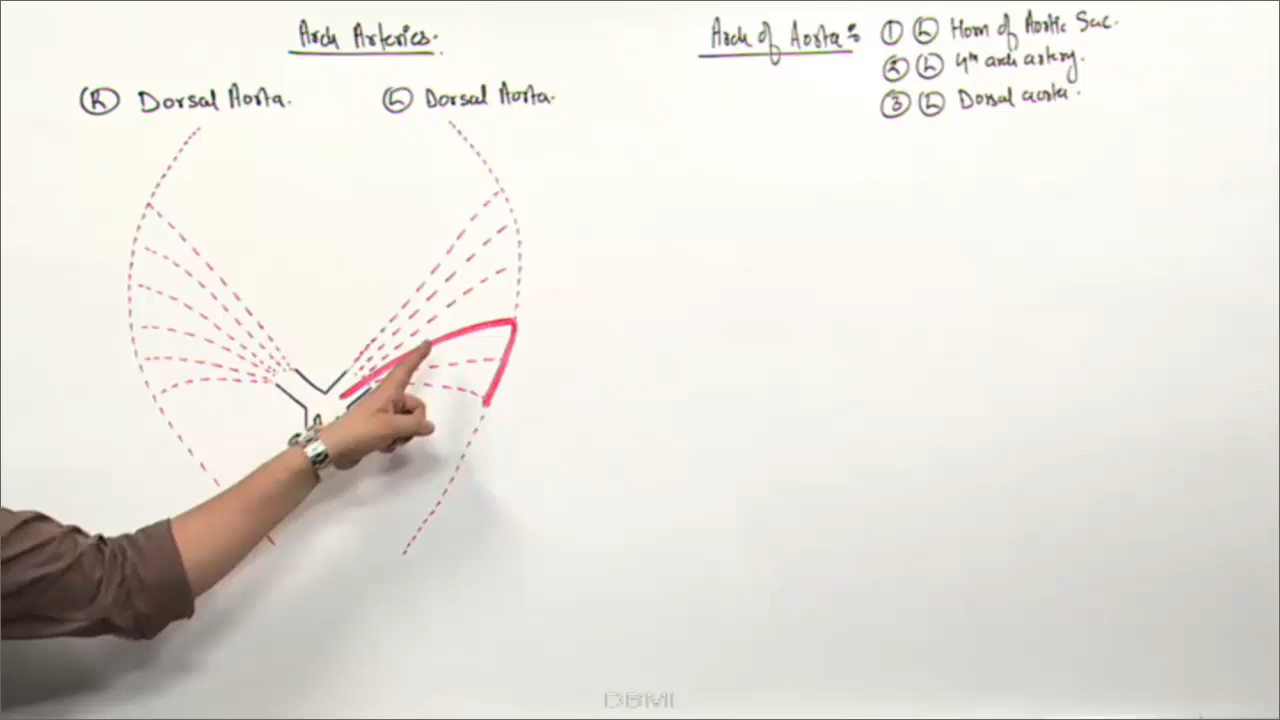 Arch Arteries.
Arch of Aorta :
① Ⓛ Horn of Aortic Sac.
② Ⓛ 4th arch artery.
③ Ⓛ Dorsal aorta.
Ⓡ Dorsal Aorta.
Ⓛ Dorsal Aorta.